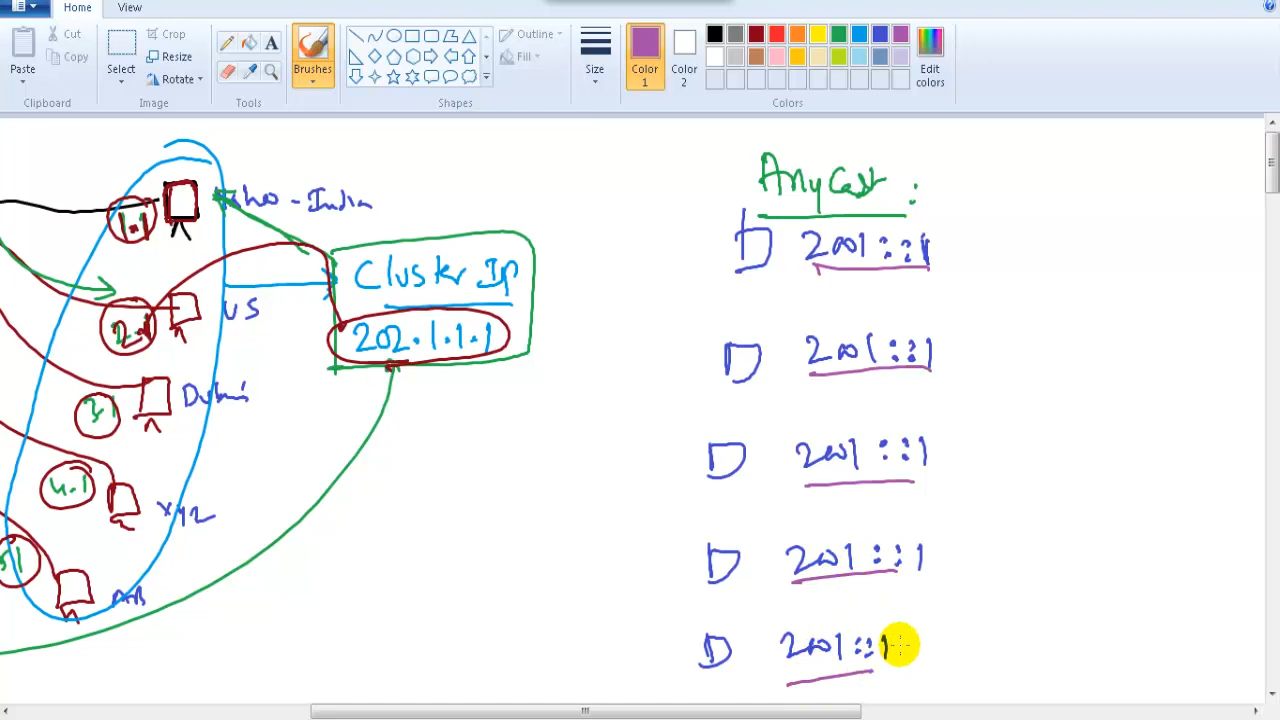 Home
View
Paste
Cut
Copy
Clipboard
Select
Crop
Resize
Rotate
Image
A
Tools
Brushes
Shapes
Outline
Fill
Size
Color
1
Color
2
Edit
colors
Colors
1.1
- India
2.1
US
3.1
Dubai
4.1
xyz
AB
Cluster IP
202.1.1.1
AnyCast :
2001:::1
2001:::1
2001:::1
2001:::1
2001:::1